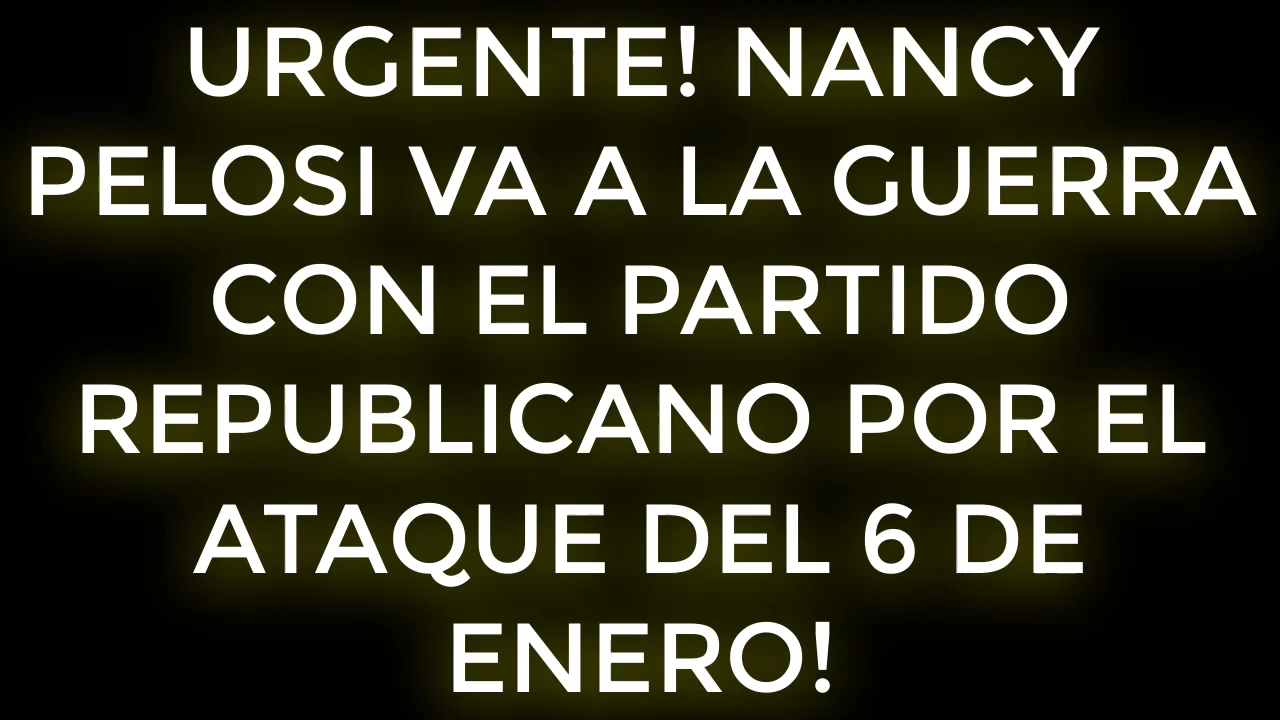 URGENTE! NANCY
PELOSI VA A LA GUERRA
CON EL PARTIDO
REPUBLICANO POR EL
ATAQUE DEL 6 DE
ENERO!